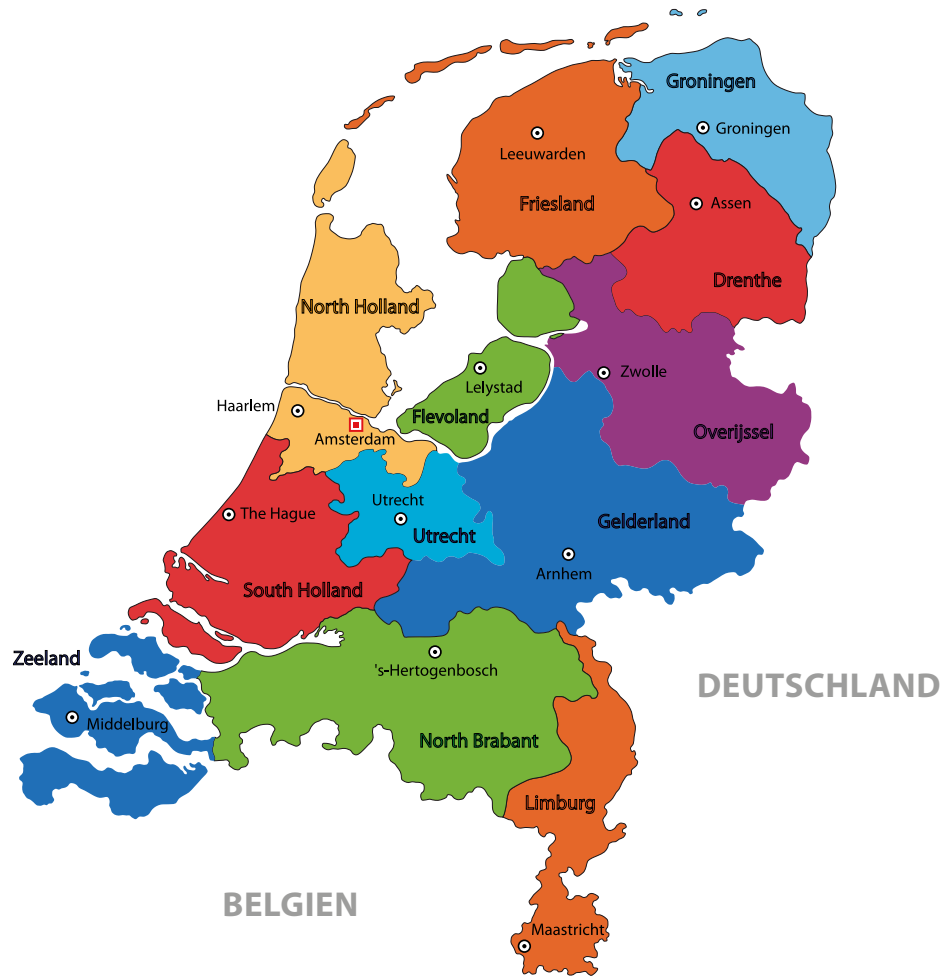 Groningen
Groningen
Leeuwarden
Friesland
Assen
Drenthe
North Holland
Zwolle
Lelystad
Flevoland
Haarlem
Amsterdam
Overijssel
Utrecht
The Hague
Utrecht
Gelderland
Arnhem
South Holland
Zeeland
's-Hertogenbosch
DEUTSCHLAND
Middelburg
North Brabant
Limburg
BELGIEN
Maastricht